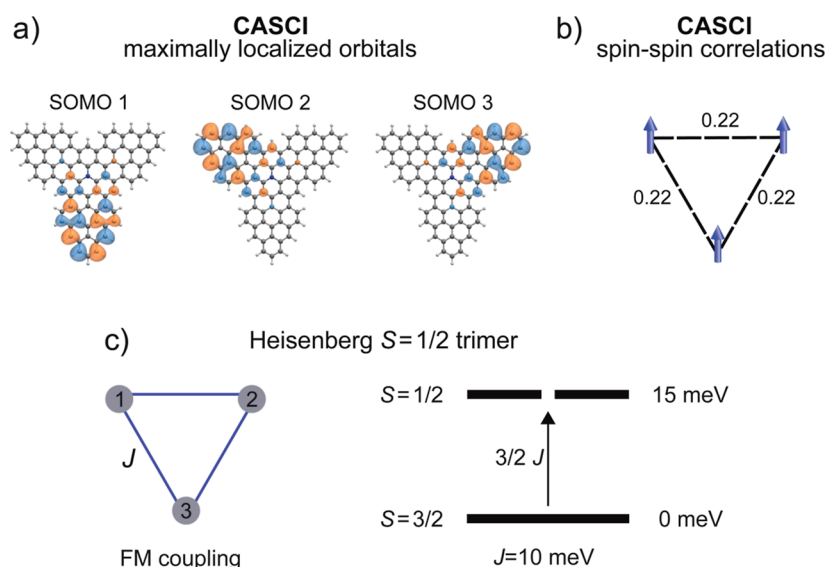 a)
CASCI
maximally localized orbitals
SOMO 1
SOMO 2
SOMO 3
b)
CASCI
spin-spin correlations
0.22
0.22
0.22
c)
Heisenberg S=1/2 trimer
1
2
J
3
FM coupling
S=1/2
15 meV
3/2 J
S=3/2
0 meV
J=10 meV